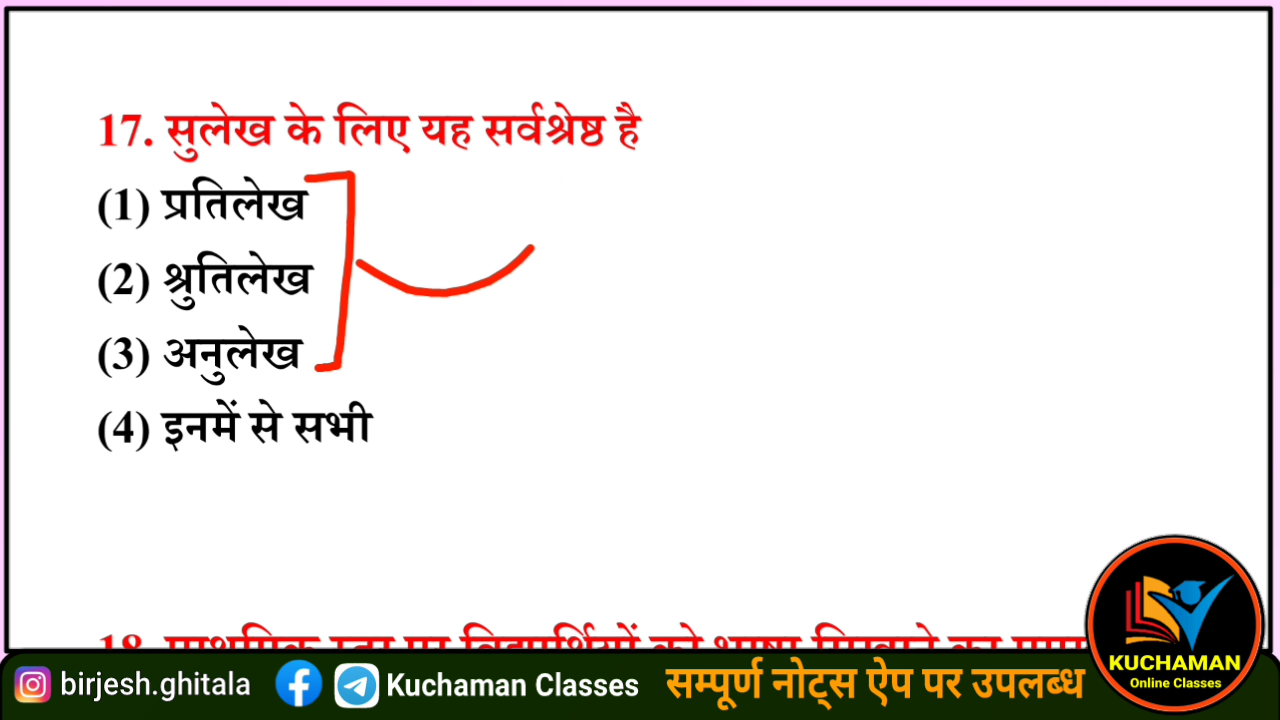 17. सुलेख के लिए यह सर्वश्रेष्ठ है
(1) प्रतिलेख
(2) श्रुतिलेख
(3) अनुलेख
(4) इनमें से सभी
18.
birjesh.ghitala
Kuchaman Classes
सम्पूर्ण नोट्स ऐप पर उपलब्ध
KUCHAMAN
Online Classes